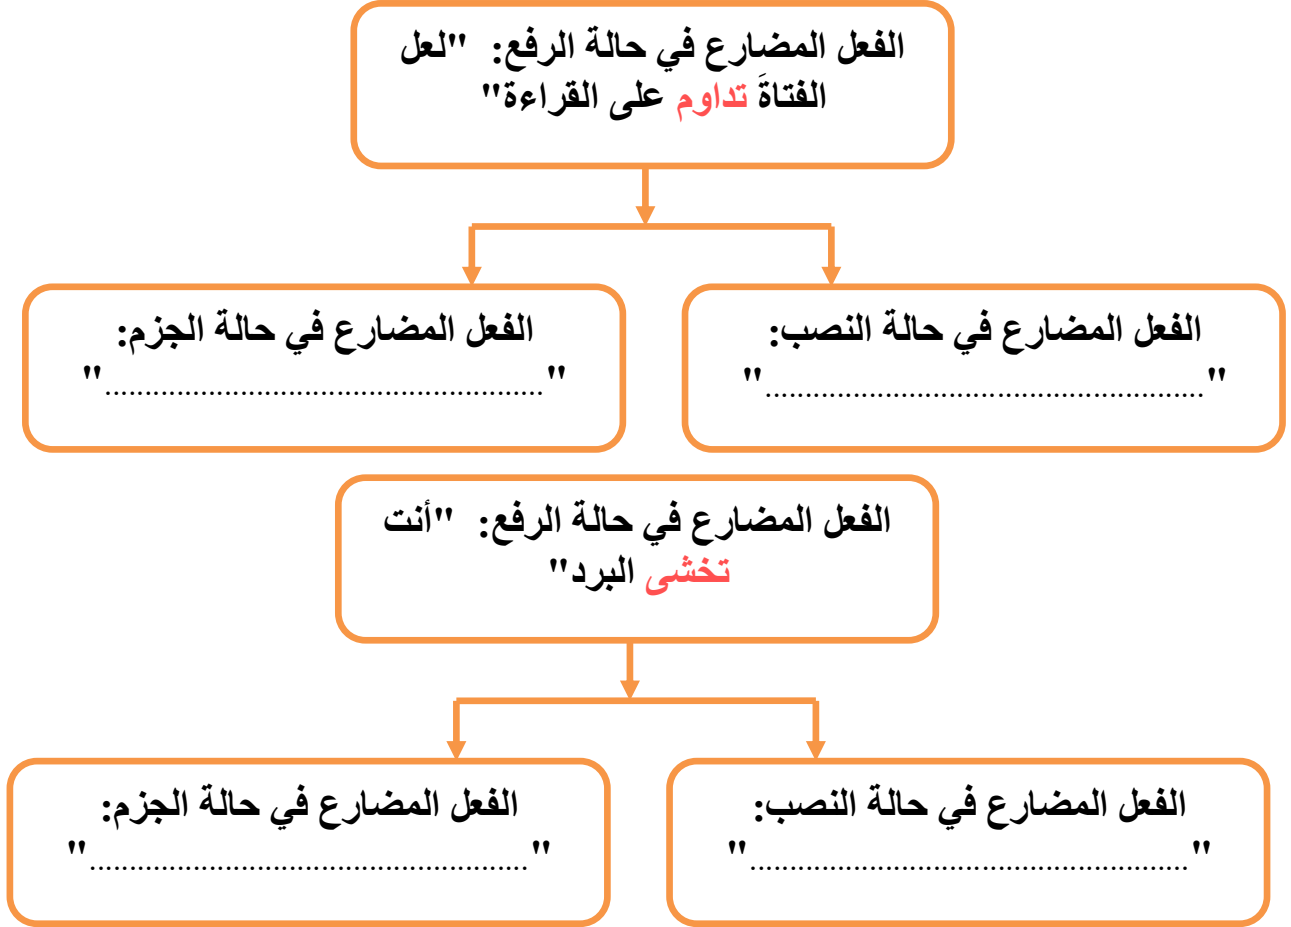 الفعل المضارع في حالة الرفع: "لعل
الفتاةَ تداوم على القراءة"
الفعل المضارع في حالة النصب:
"......................................................"
الفعل المضارع في حالة الجزم:
"......................................................"
الفعل المضارع في حالة الرفع: "أنت
تخشى البرد"
الفعل المضارع في حالة النصب:
"......................................................"
الفعل المضارع في حالة الجزم:
"......................................................"